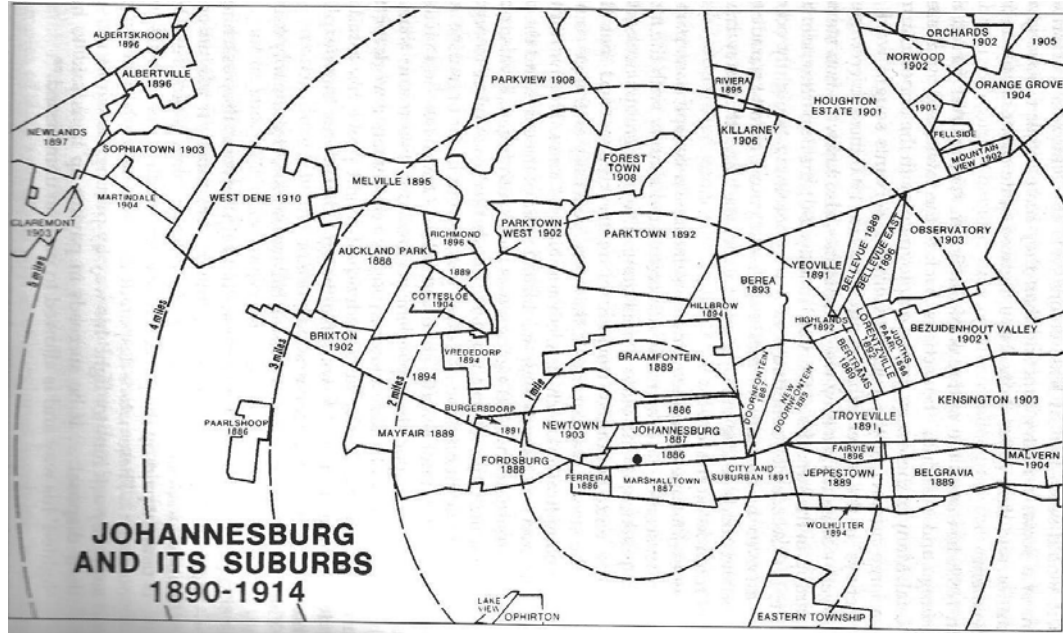 ALBERTSKROON
1896
ALBERTVILLE
1896
NEWLANDS
1897
SOPHIATOWN 1903
MARTINDALE
1904
CLAREMONT
1903
WEST DENE 1910
MELVILLE 1895
PARKVIEW 1908
RIVIERA
1895
KILLARNEY
1906
HOUGHTON
ESTATE 1901
ORCHARDS
1902
1905
NORWOOD
1902
ORANGE GROVE
1904
1901
FELLSIDE
MOUNTAIN
VIEW 1902
FOREST
TOWN
1908
PARKTOWN
WEST 1902
PARKTOWN 1892
RICHMOND
1896
AUCKLAND PARK
1888
1889
COTTESLOE
1904
BEREA
1893
YEOVILLE
1891
BELLEVUE 1889
BELLEVUE EAST
1896
OBSERVATORY
1903
HILLBROW
1894
HIGHLANDS
1892
LORENTZVILLE
JUDITHS
PAARL
1896
BERTRAMS
1889
BEZUIDENHOUT VALLEY
1902
BRIXTON
1902
VREDEDORP
1894
1894
BRAAMFONTEIN
1889
DOORNFONTEIN
1887
NEW
DOORNFONTEIN
TROYEVILLE
1891
KENSINGTON 1903
PAARLSHOOP
1886
MAYFAIR 1889
BURGERSDORP
1891
NEWTOWN
1903
1886
JOHANNESBURG
1887
1886
FORDSBURG
1888
FERREIRA
1886
MARSHALLTOWN
1887
CITY AND
SUBURBAN 1891
FAIRVIEW
1896
JEPPESTOWN
1889
BELGRAVIA
1889
MALVERN
1904
WOLHUTTER
1894
5 miles
4 miles
3 miles
2 miles
1 mile
JOHANNESBURG
AND ITS SUBURBS
1890-1914
LAKE
VIEW
OPHIRTON
EASTERN TOWNSHIP